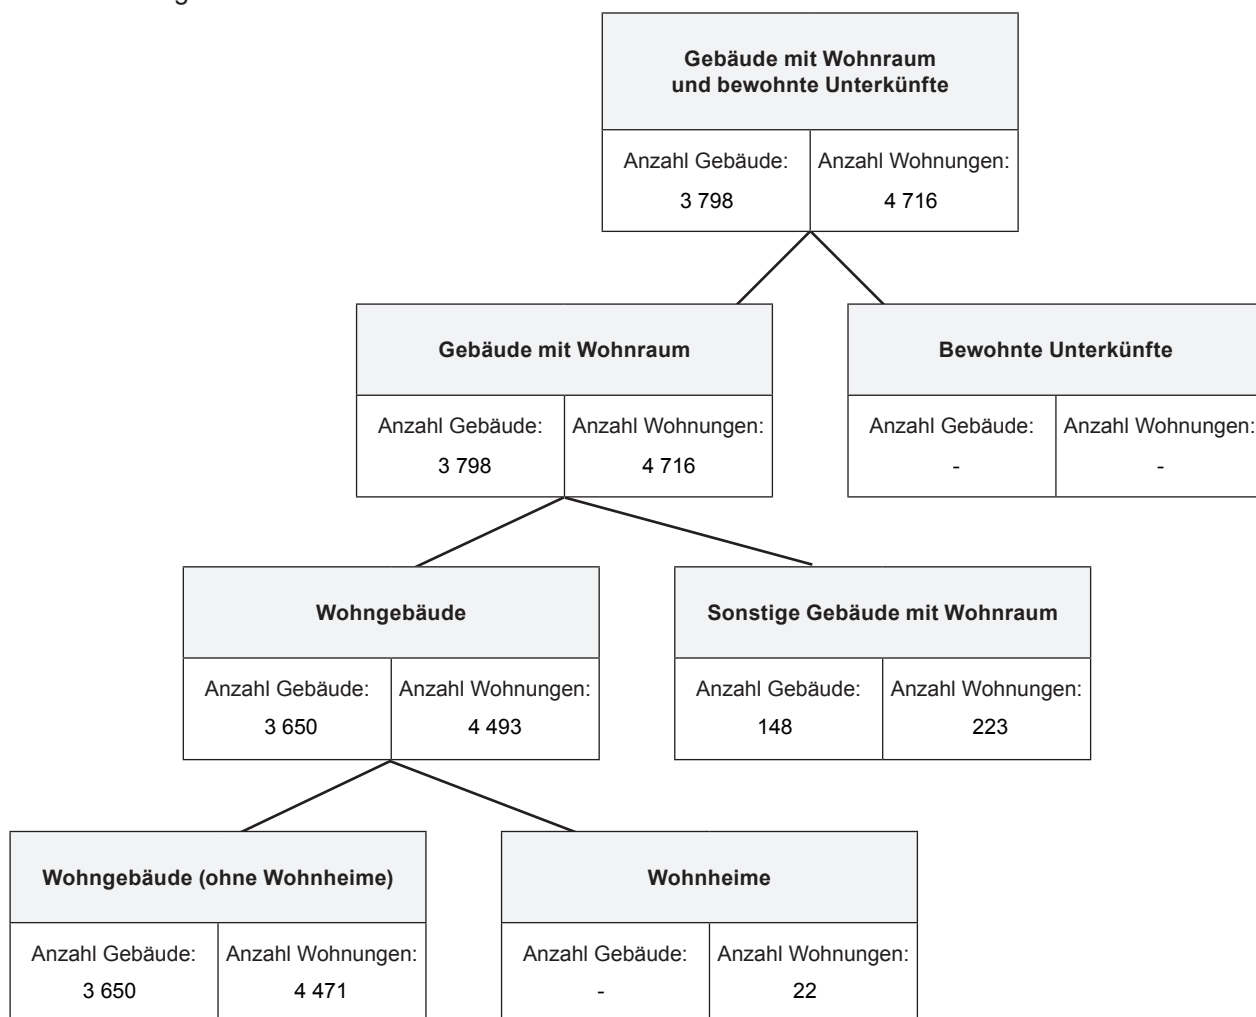 Gebäude mit Wohnraum
und bewohnte Unterkünfte
Anzahl Gebäude: Anzahl Wohnungen:
3 798 4 716
Gebäude mit Wohnraum
Anzahl Gebäude: Anzahl Wohnungen:
3 798 4 716
Bewohnte Unterkünfte
Anzahl Gebäude: Anzahl Wohnungen:
- -
Wohngebäude
Anzahl Gebäude: Anzahl Wohnungen:
3 650 4 493
Sonstige Gebäude mit Wohnraum
Anzahl Gebäude: Anzahl Wohnungen:
148 223
Wohngebäude (ohne Wohnheime)
Anzahl Gebäude: Anzahl Wohnungen:
3 650 4 471
Wohnheime
Anzahl Gebäude: Anzahl Wohnungen:
- 22